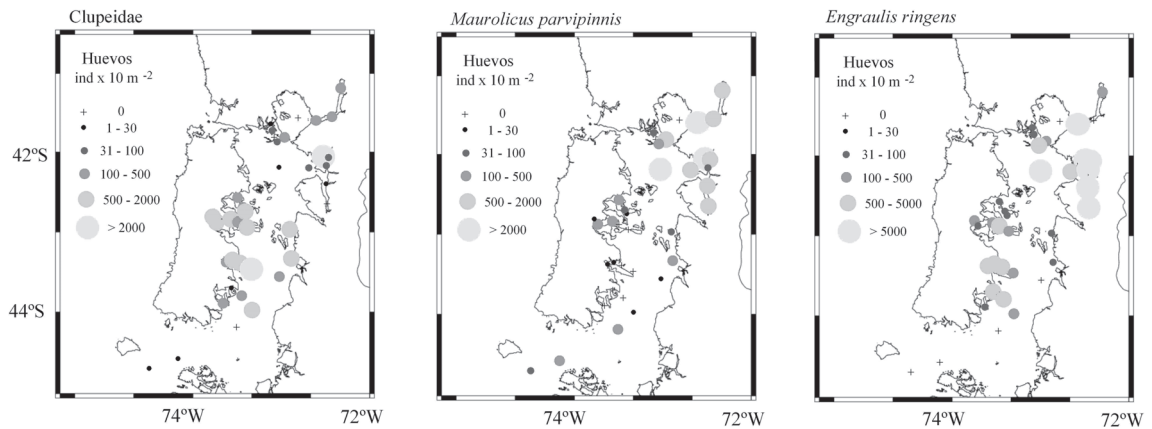 Clupeidae
Huevos
ind x 10 m -2
+ 0
1 - 30
31 - 100
100 - 500
500 - 2000
> 2000
42ºS
44ºS
74ºW
72ºW
Maurolicus parvipinnis
Huevos
ind x 10 m -2
+ 0
1 - 30
31 - 100
100 - 500
500 - 2000
> 2000
74ºW
72ºW
Engraulis ringens
Huevos
ind x 10 m -2
+ 0
1 - 30
31 - 100
100 - 500
500 - 5000
> 5000
74ºW
72ºW